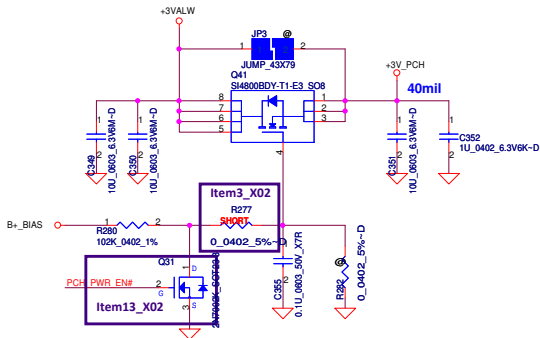 +3VALW
JP3 @
1 2
JUMP_43X79
Q41
SI4800BDY-T1-E3_SO8
+3V_PCH
40mil
8 1
7 2
6 3
5
4
1 1 1 1
2 2 2 2
C349
10U_0603_6.3V6M~D
C350
10U_0603_6.3V6M~D
C351
10U_0603_6.3V6M~D
C352
1U_0402_6.3V6K~D
Item3_X02
R277
SHORT
0_0402_5%~D
B+_BIAS
1 2
R280
102K_0402_1%
Q31
PCH_PWR_EN#
1 D
2 G
3 S
Item13_X02
1
2
C355
0.1U_0603_50V_X7R
@
R282
0_0402_5%~D